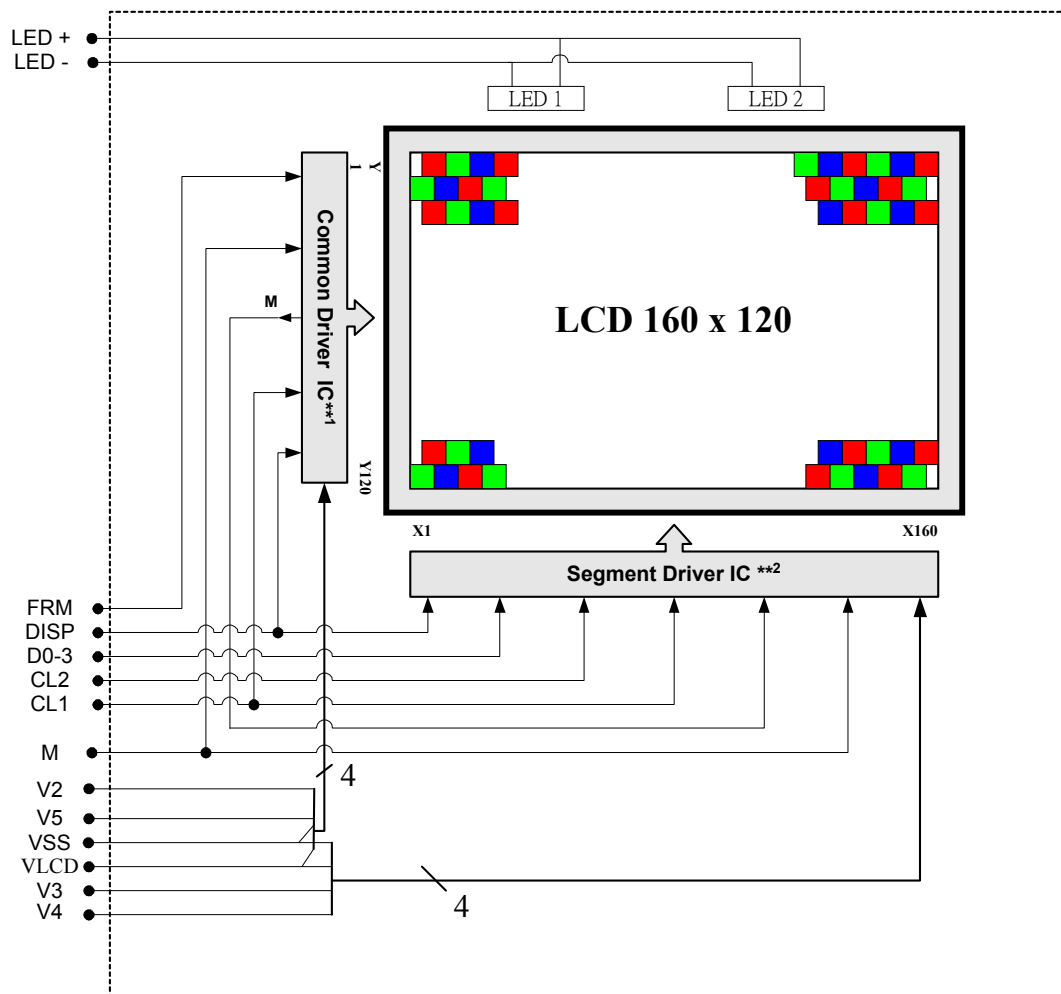 LED +
LED -
LED 1
LED 2
Y
1
Common Driver IC**1
M
LCD 160 x 120
Y120
X1
X160
Segment Driver IC **2
FRM
DISP
D0-3
CL2
CL1
M
4
V2
V5
VSS
VLCD
V3
V4
4